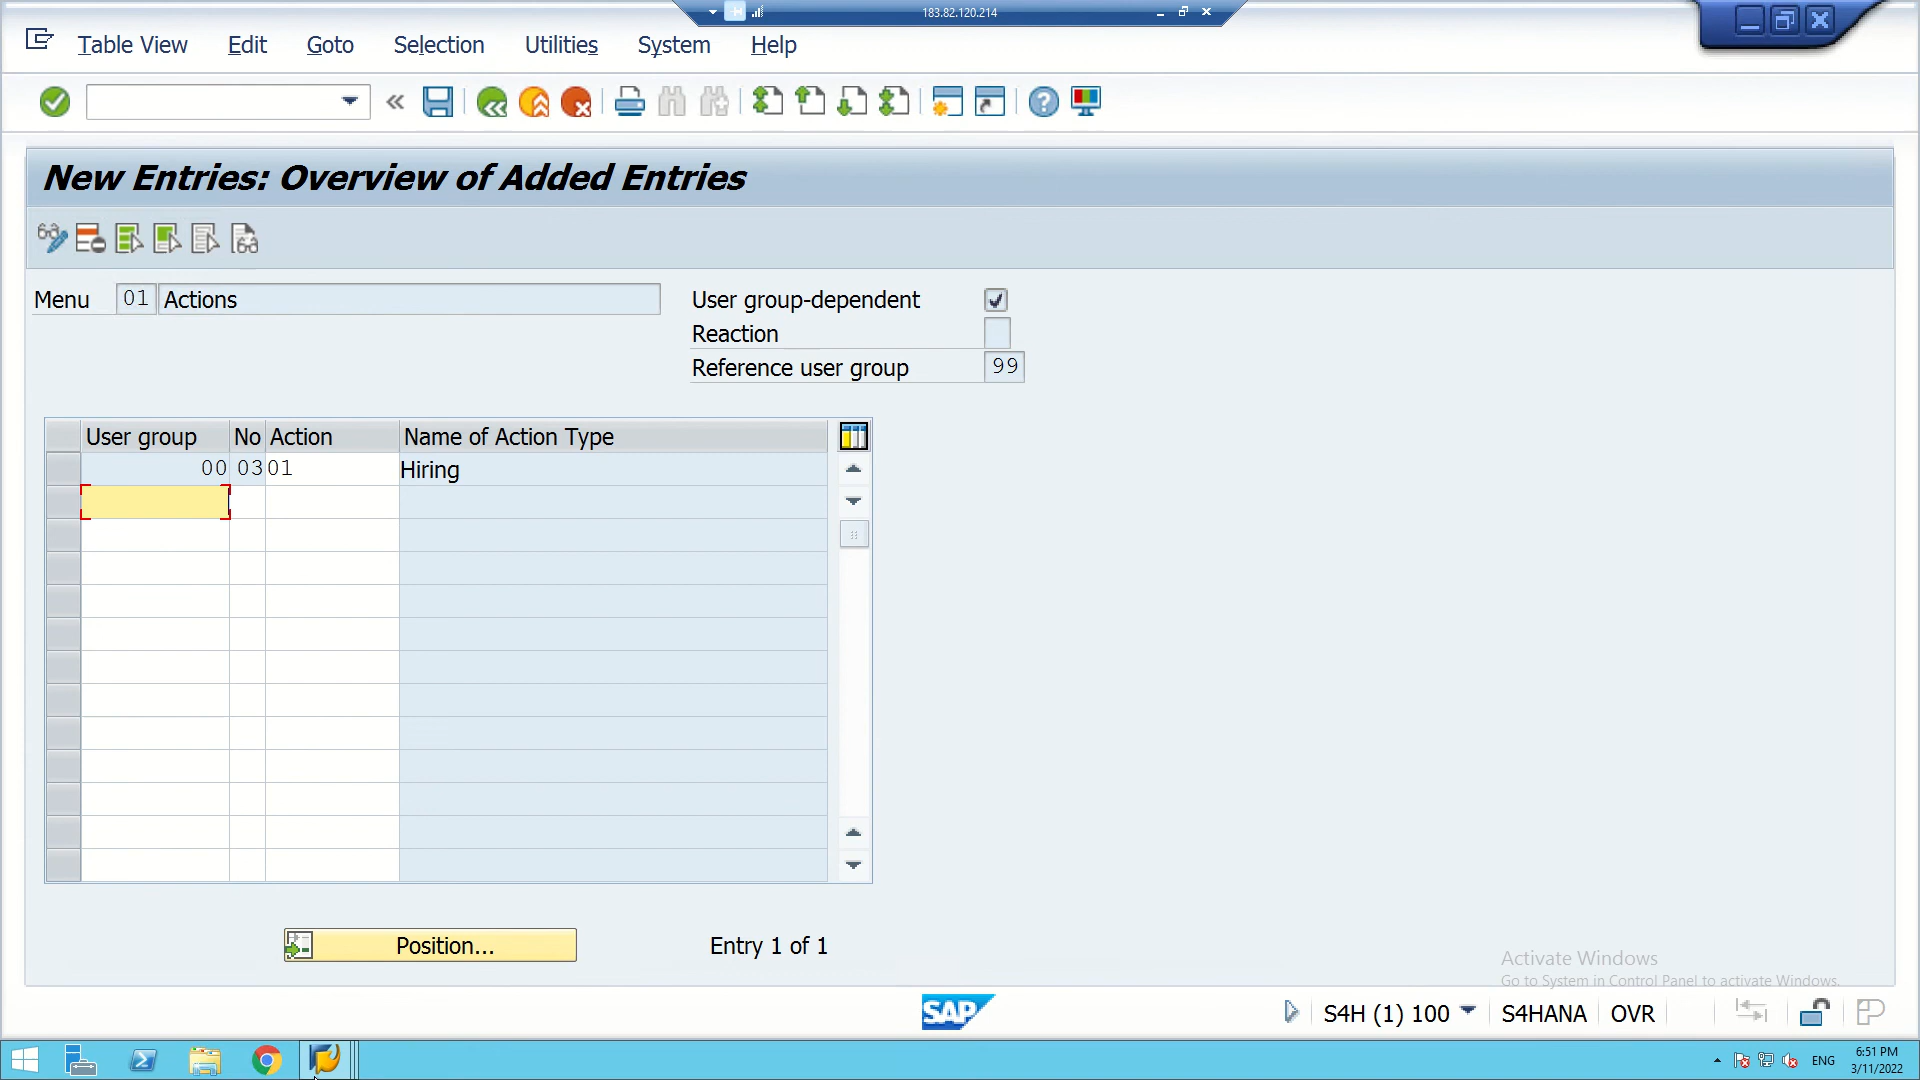 183.82.120.214
Table View Edit Goto Selection Utilities System Help
New Entries: Overview of Added Entries
Menu 01 Actions User group-dependent
Reaction
Reference user group 99
User group No Action Name of Action Type
00 03 01 Hiring
Position... Entry 1 of 1
Activate Windows
Go to System in Control Panel to activate Windows.
SAP S4H (1) 100 S4HANA OVR
ENG 6:51 PM
3/11/2022